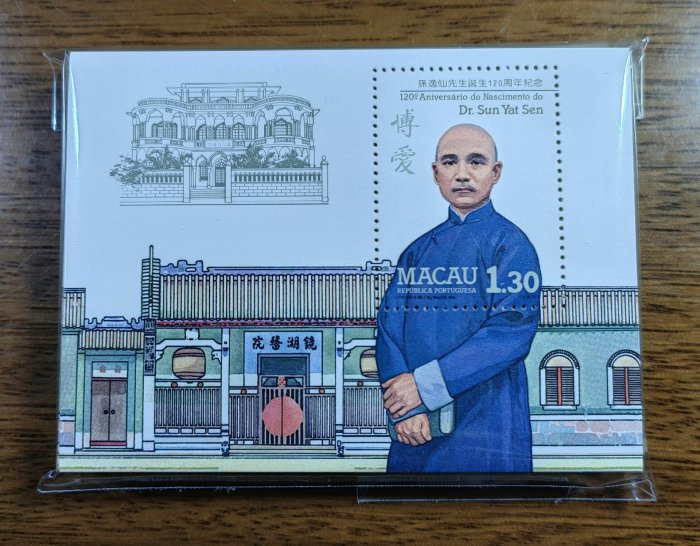 孫逸仙先生誕生120周年紀念
120º Aniversário do Nascimento do
Dr. Sun Yat Sen
博愛
MACAU 1.30
REPÚBLICA PORTUGUESA
院醫湖鏡